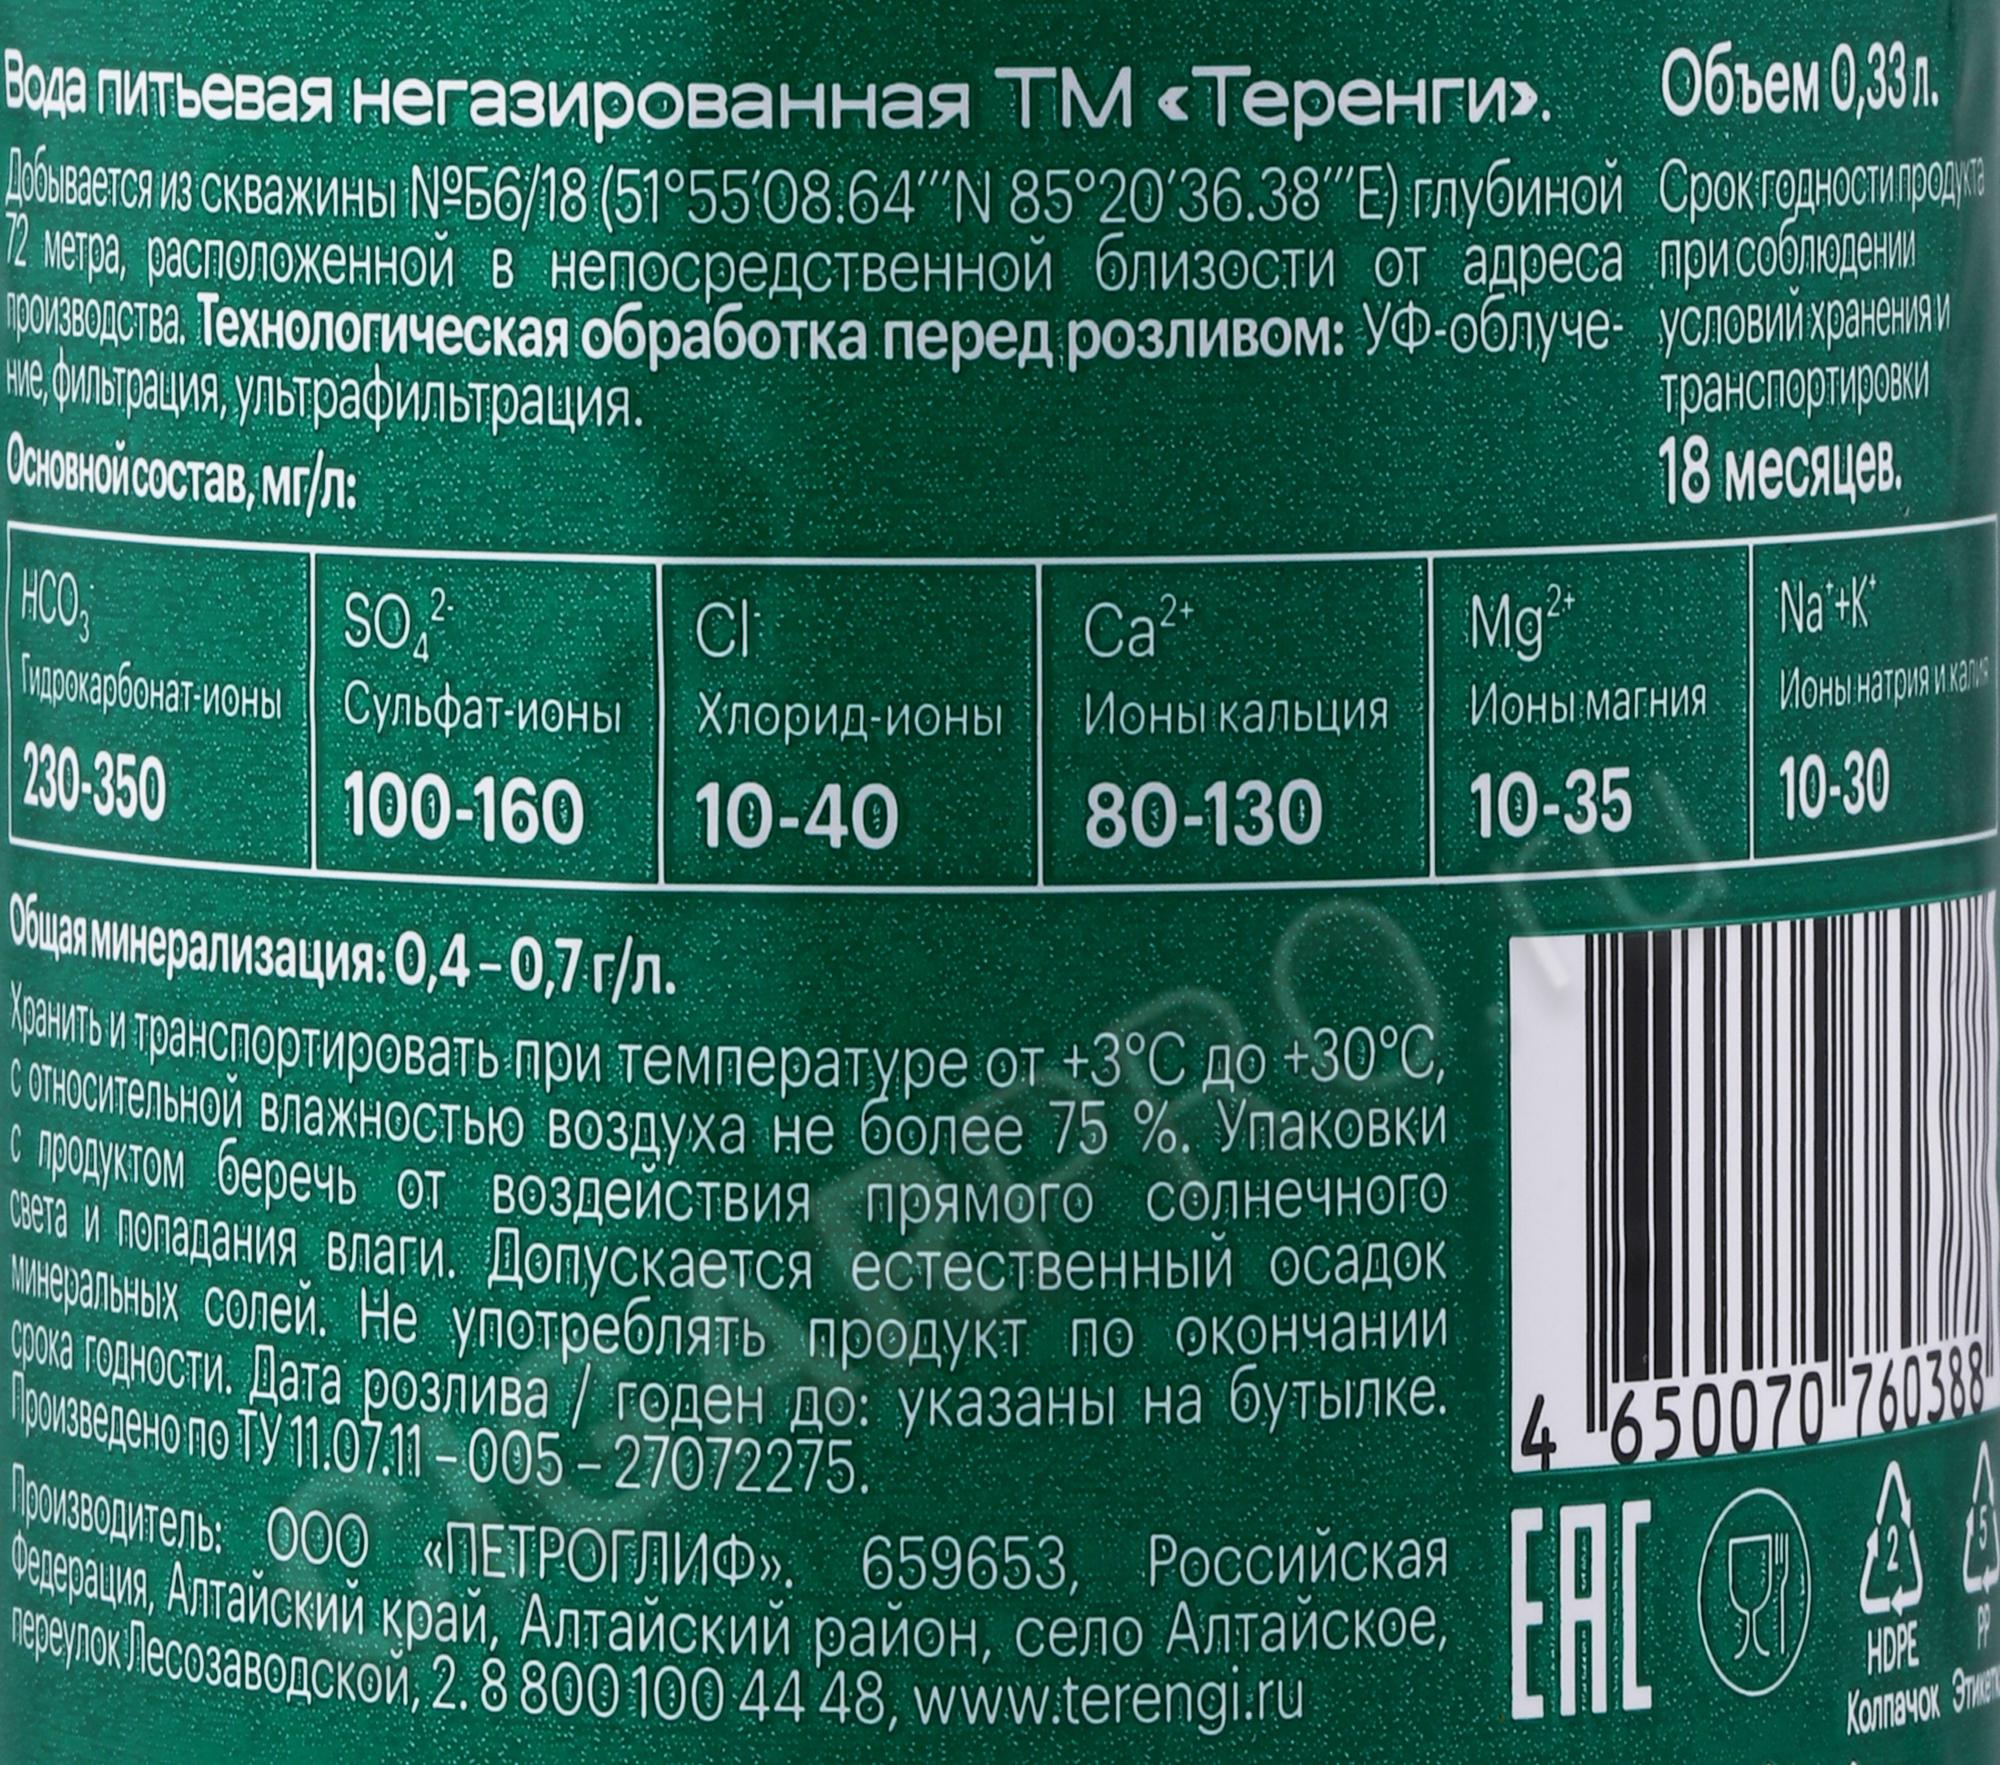 Вода питьевая негазированная ТМ «Теренги».
Добывается из скважины №Б6/18 (51°55'08.64'''N 85°20'36.38'''E) глубиной
72 метра, расположенной в непосредственной близости от адреса
производства. Технологическая обработка перед розливом: УФ-облуче-
ние, фильтрация, ультрафильтрация.
Объем 0,33 л.
Срок годности продукта
при соблюдении
условий хранения и
транспортировки
18 месяцев.
Основной состав, мг/л:
HCO₃⁻
Гидрокарбонат-ионы
230-350
SO₄²⁻
Сульфат-ионы
100-160
Cl⁻
Хлорид-ионы
10-40
Ca²⁺
Ионы кальция
80-130
Mg²⁺
Ионы магния
10-35
Na⁺+K⁺
Ионы натрия и калия
10-30
Общая минерализация: 0,4 – 0,7 г/л.
Хранить и транспортировать при температуре от +3°С до +30°С,
с относительной влажностью воздуха не более 75 %. Упаковки
с продуктом беречь от воздействия прямого солнечного
света и попадания влаги. Допускается естественный осадок
минеральных солей. Не употреблять продукт по окончании
срока годности. Дата розлива / годен до: указаны на бутылке.
Произведено по ТУ 11.07.11 – 005 – 27072275.
Производитель: ООО «ПЕТРОГЛИФ». 659653, Российская
Федерация, Алтайский край, Алтайский район, село Алтайское,
переулок Лесозаводской, 2. 8 800 100 44 48, www.terengi.ru
4 650070 760388
EAC
2
HDPE
Колпачок
5
PP
CIGARPRO.ru